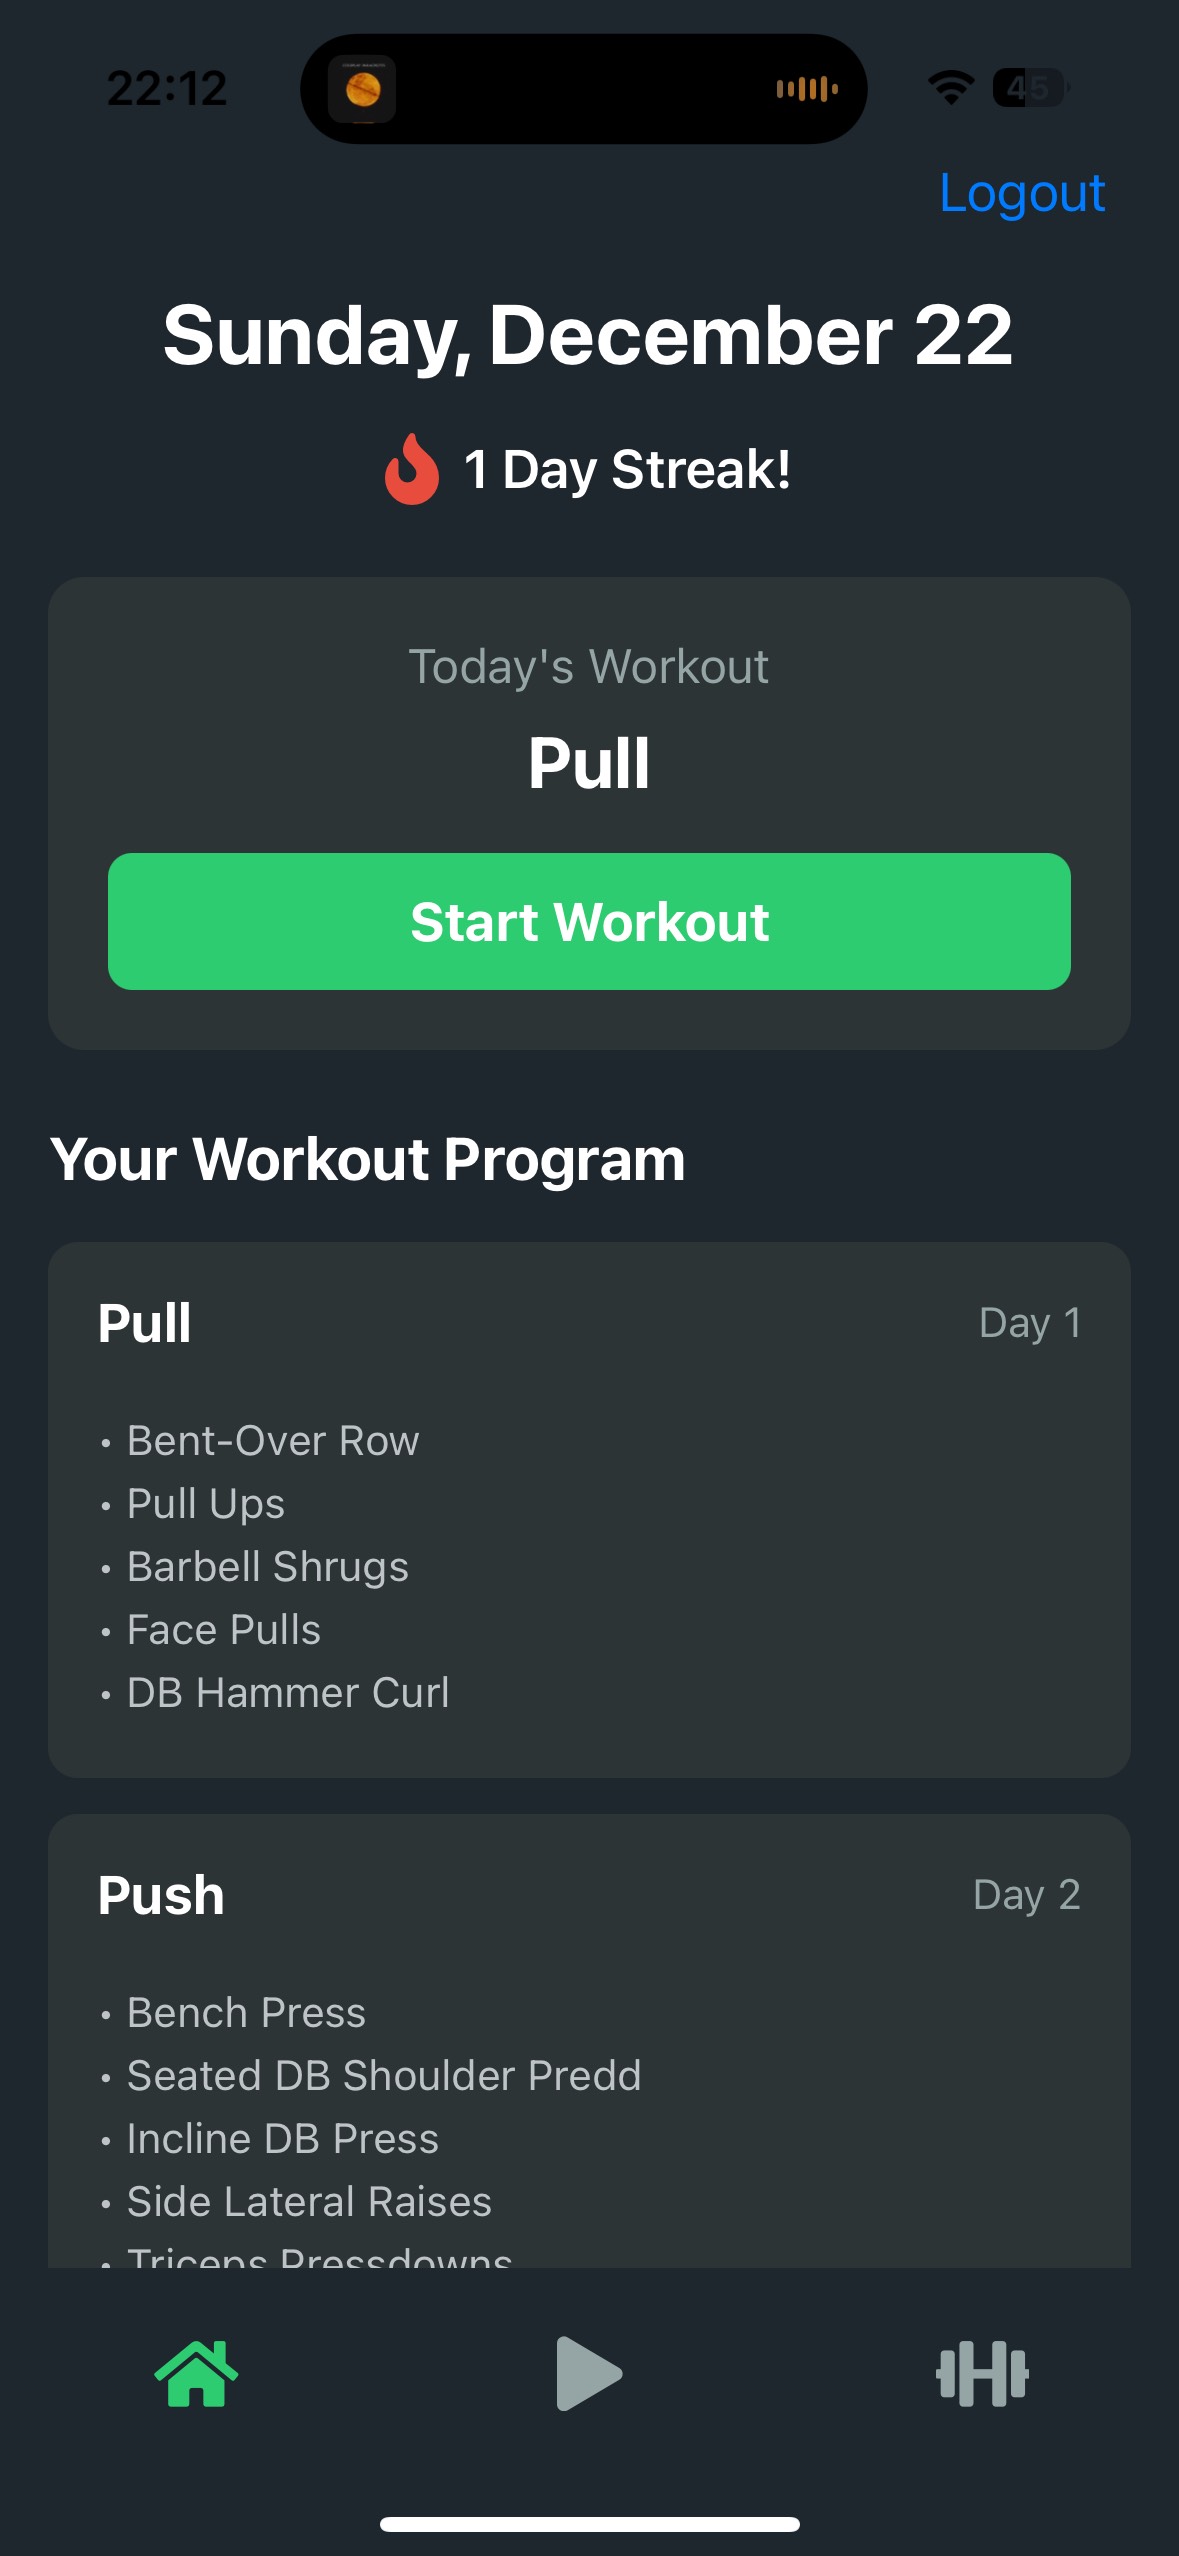 22:12
45
Logout
Sunday, December 22
1 Day Streak!
Today's Workout
Pull
Start Workout
Your Workout Program
Pull
Day 1
• Bent-Over Row
• Pull Ups
• Barbell Shrugs
• Face Pulls
• DB Hammer Curl
Push
Day 2
• Bench Press
• Seated DB Shoulder Predd
• Incline DB Press
• Side Lateral Raises
• Triceps Pressdowns